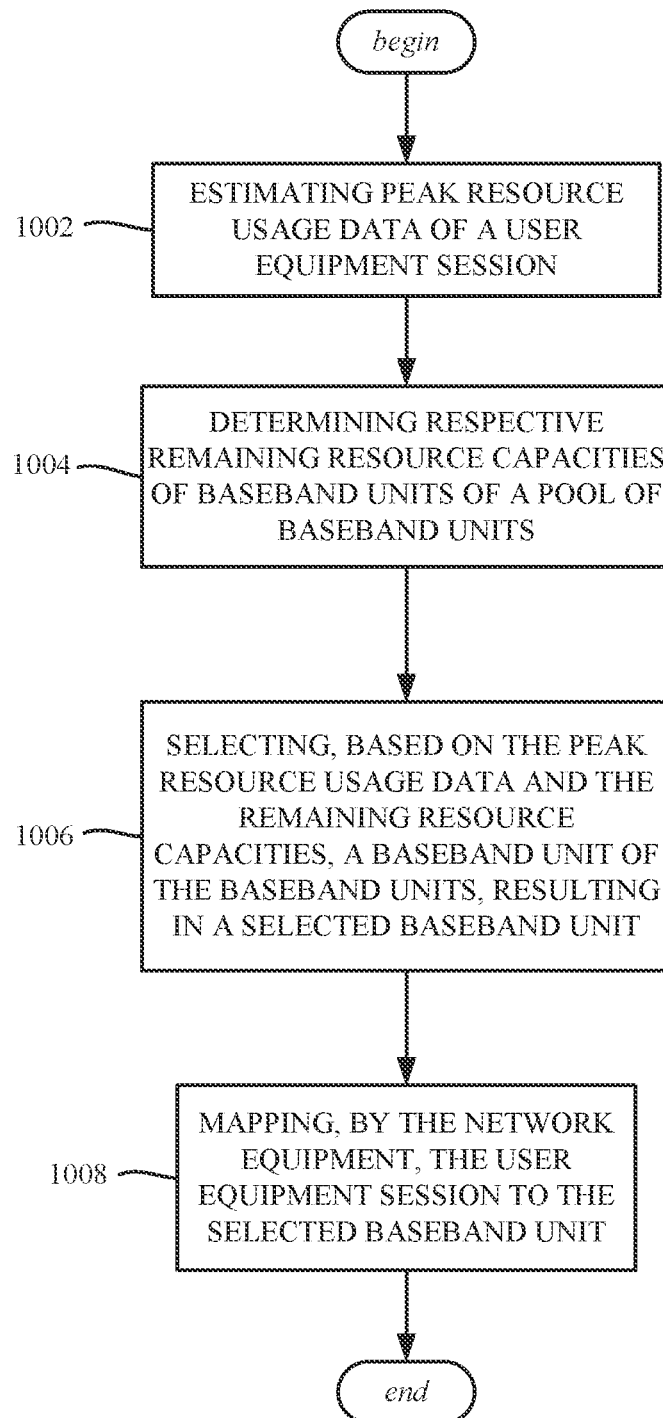 begin
1002
ESTIMATING PEAK RESOURCE
USAGE DATA OF A USER
EQUIPMENT SESSION
1004
DETERMINING RESPECTIVE
REMAINING RESOURCE CAPACITIES
OF BASEBAND UNITS OF A POOL OF
BASEBAND UNITS
1006
SELECTING, BASED ON THE PEAK
RESOURCE USAGE DATA AND THE
REMAINING RESOURCE
CAPACITIES, A BASEBAND UNIT OF
THE BASEBAND UNITS, RESULTING
IN A SELECTED BASEBAND UNIT
1008
MAPPING, BY THE NETWORK
EQUIPMENT, THE USER
EQUIPMENT SESSION TO THE
SELECTED BASEBAND UNIT
end